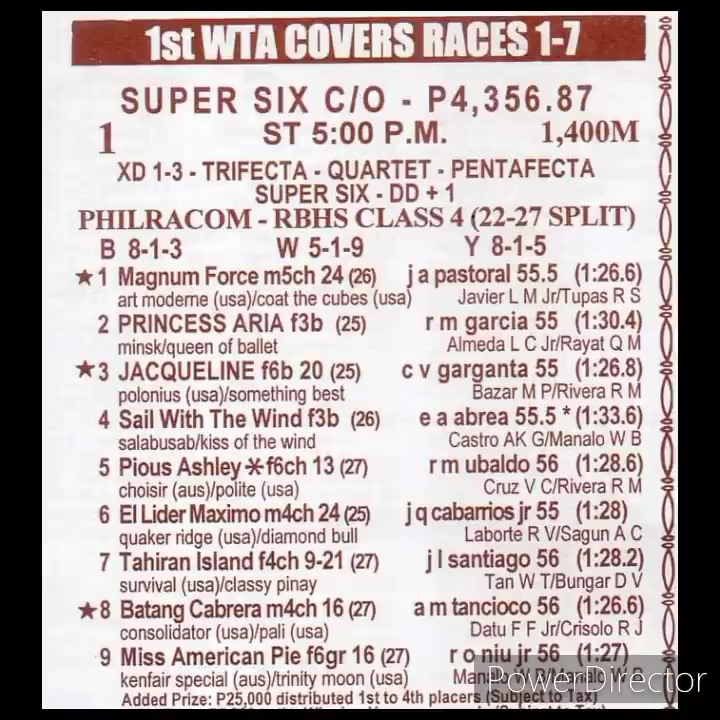 1st WTA COVERS RACES 1-7
SUPER SIX C/O - P4,356.87
1 ST 5:00 P.M. 1,400M
XD 1-3 - TRIFECTA - QUARTET - PENTAFECTA
SUPER SIX - DD + 1
PHILRACOM - RBHS CLASS 4 (22-27 SPLIT)
B 8-1-3 W 5-1-9 Y 8-1-5
★1 Magnum Force m5ch 24 (26) j a pastoral 55.5 (1:26.6)
art moderne (usa)/coat the cubes (usa) Javier L M Jr/Tupas R S
2 PRINCESS ARIA f3b (25) r m garcia 55 (1:30.4)
minsk/queen of ballet Almeda L C Jr/Rayat Q M
★3 JACQUELINE f6b 20 (25) c v garganta 55 (1:26.8)
polonius (usa)/something best Bazar M P/Rivera R M
4 Sail With The Wind f3b (26) e a abrea 55.5 * (1:33.6)
salabusab/kiss of the wind Castro AK G/Manalo W B
5 Pious Ashley *f6ch 13 (27) r m ubaldo 56 (1:28.6)
choisir (aus)/polite (usa) Cruz V C/Rivera R M
6 El Lider Maximo m4ch 24 (25) j q cabarrios jr 55 (1:28)
quaker ridge (usa)/diamond bull Laborte R V/Sagun A C
7 Tahiran Island f4ch 9-21 (27) j l santiago 56 (1:28.2)
survival (usa)/classy pinay Tan W T/Bungar D V
★8 Batang Cabrera m4ch 16 (27) a m tancioco 56 (1:26.6)
consolidator (usa)/pali (usa) Datu F F Jr/Crisolo R J
9 Miss American Pie f6gr 16 (27) r o niu jr 56 (1:27)
kenfair special (aus)/trinity moon (usa) Manalo W B/Manalo W B
Added Prize: P25,000 distributed 1st to 4th placers (Subject to Tax)
PowerDirector